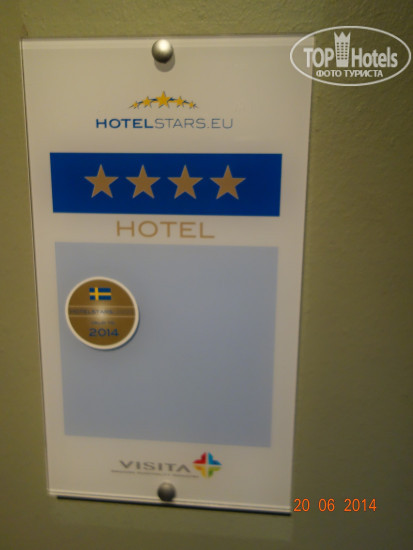 TOP Hotels
ФОТО ТУРИСТА
HOTELSTARS.EU
HOTEL
2014
VISITA
20 06 2014